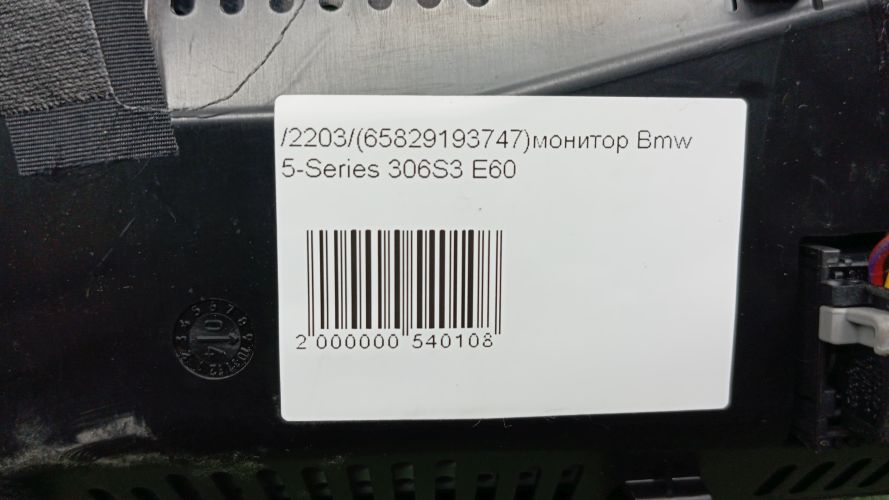 /2203/(65829193747)монитор Bmw
5-Series 306S3 E60
2 000000 540108